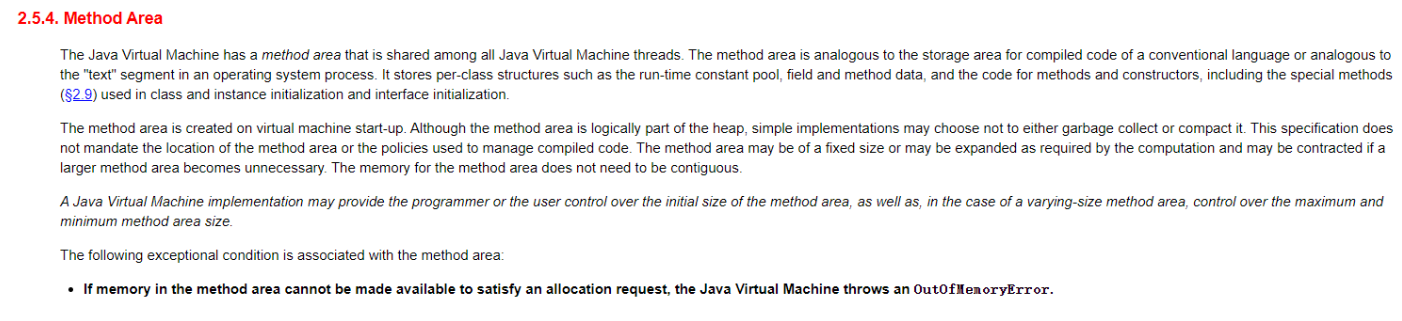 2.5.4. Method Area
The Java Virtual Machine has a method area that is shared among all Java Virtual Machine threads. The method area is analogous to the storage area for compiled code of a conventional language or analogous to
the "text" segment in an operating system process. It stores per-class structures such as the run-time constant pool, field and method data, and the code for methods and constructors, including the special methods
(§2.9) used in class and instance initialization and interface initialization.
The method area is created on virtual machine start-up. Although the method area is logically part of the heap, simple implementations may choose not to either garbage collect or compact it. This specification does
not mandate the location of the method area or the policies used to manage compiled code. The method area may be of a fixed size or may be expanded as required by the computation and may be contracted if a
larger method area becomes unnecessary. The memory for the method area does not need to be contiguous.
A Java Virtual Machine implementation may provide the programmer or the user control over the initial size of the method area, as well as, in the case of a varying-size method area, control over the maximum and
minimum method area size.
The following exceptional condition is associated with the method area:
• If memory in the method area cannot be made available to satisfy an allocation request, the Java Virtual Machine throws an OutOfMemoryError.